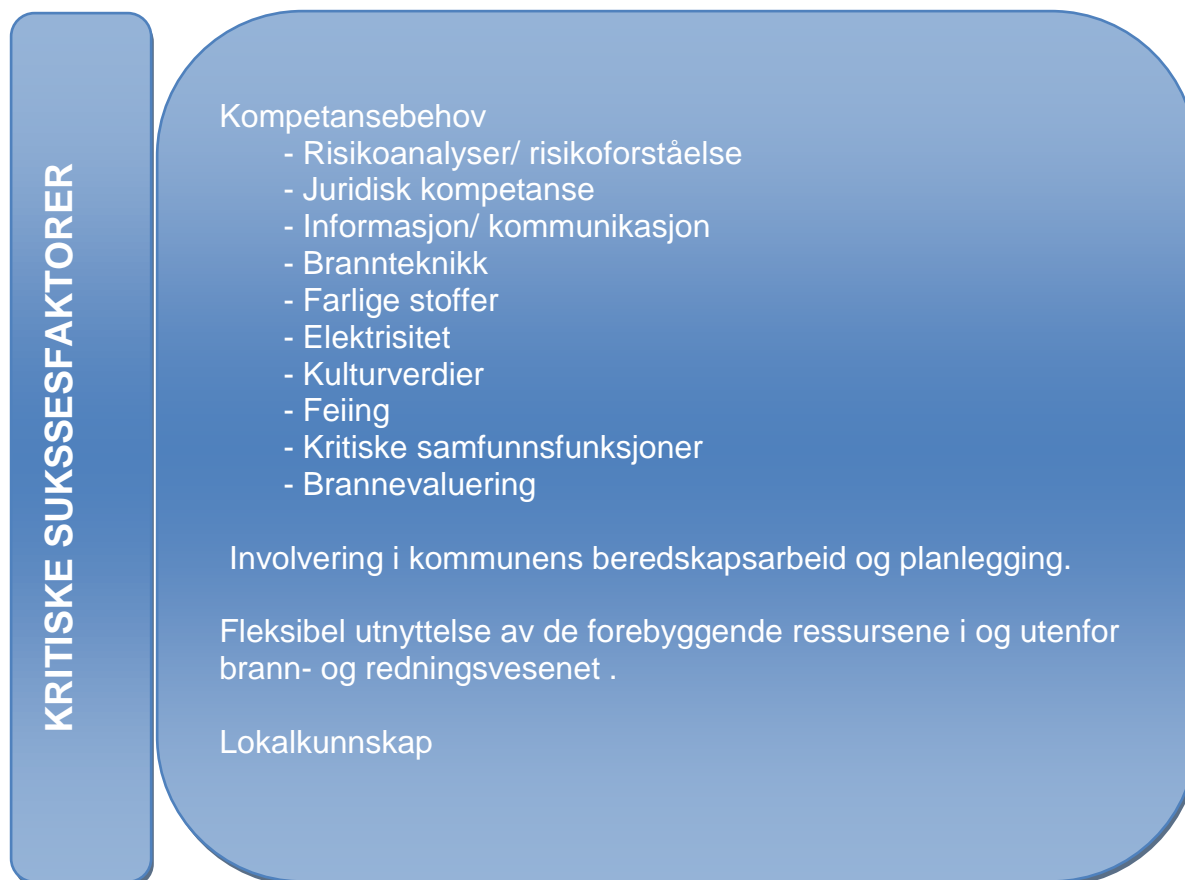 KRITISKE SUKSSESFAKTORER
Kompetansebehov
- Risikoanalyser/ risikoforståelse
- Juridisk kompetanse
- Informasjon/ kommunikasjon
- Brannteknikk
- Farlige stoffer
- Elektrisitet
- Kulturverdier
- Feiing
- Kritiske samfunnsfunksjoner
- Brannevaluering
Involvering i kommunens beredskapsarbeid og planlegging.
Fleksibel utnyttelse av de forebyggende ressursene i og utenfor
brann- og redningsvesenet .
Lokalkunnskap